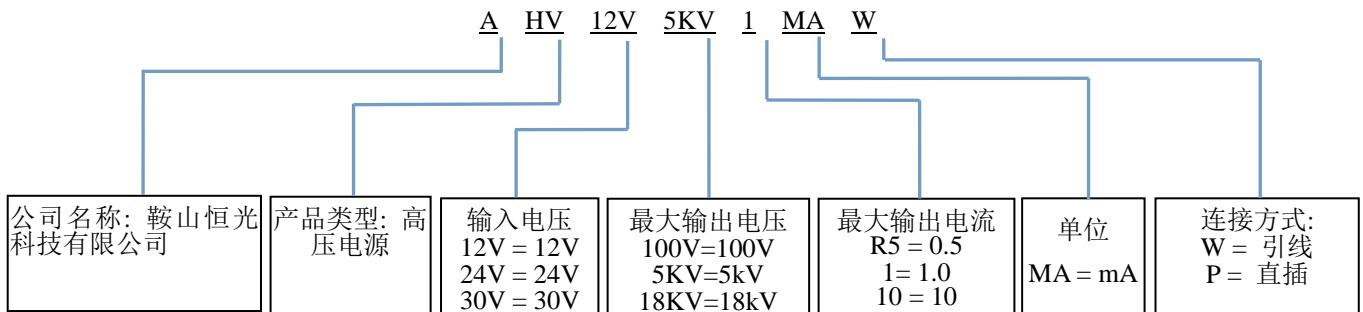 A HV 12V 5KV 1 MA W
公司名称: 鞍山恒光
科技有限公司
产品类型: 高
压电源
输入电压
12V = 12V
24V = 24V
30V = 30V
最大输出电压
100V=100V
5KV=5kV
18KV=18kV
最大输出电流
R5 = 0.5
1= 1.0
10 = 10
单位
MA = mA
连接方式:
W = 引线
P = 直插